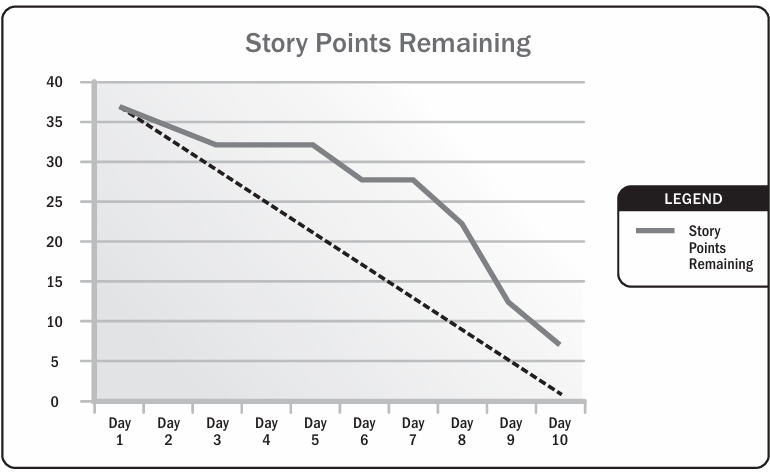 Story Points Remaining
40
35
30
25
20
15
10
5
0
Day
1
Day
2
Day
3
Day
4
Day
5
Day
6
Day
7
Day
8
Day
9
Day
10
LEGEND
Story
Points
Remaining